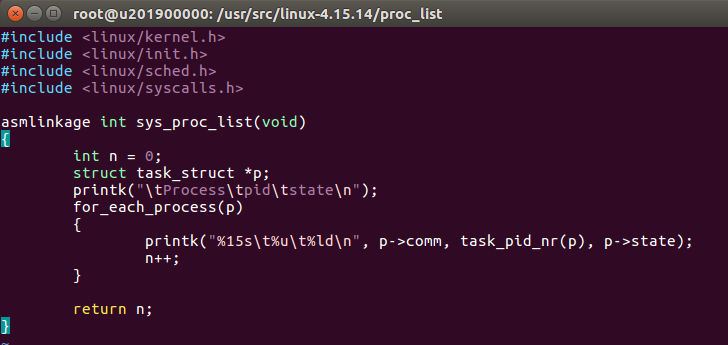 root@u201900000: /usr/src/linux-4.15.14/proc_list
#include <linux/kernel.h>
#include <linux/init.h>
#include <linux/sched.h>
#include <linux/syscalls.h>

asmlinkage int sys_proc_list(void)
{
        int n = 0;
        struct task_struct *p;
        printk("\tProcess\tpid\tstate\n");
        for_each_process(p)
        {
                printk("%15s\t%u\t%ld\n", p->comm, task_pid_nr(p), p->state);
                n++;
        }

        return n;
}
~